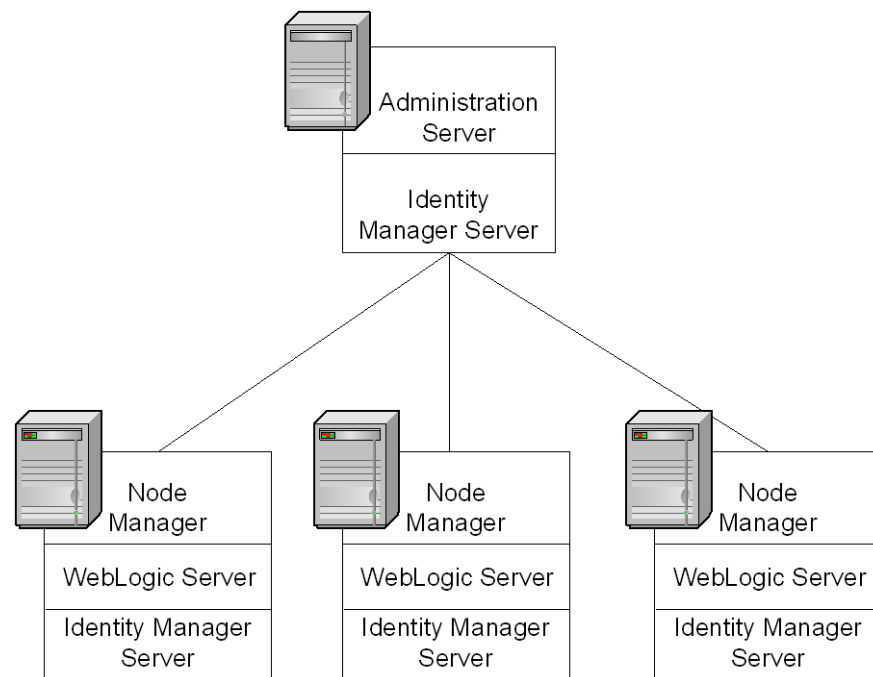 Administration
Server
Identity
Manager Server
Node
Manager
WebLogic Server
Identity Manager
Server
Node
Manager
WebLogic Server
Identity Manager
Server
Node
Manager
WebLogic Server
Identity Manager
Server